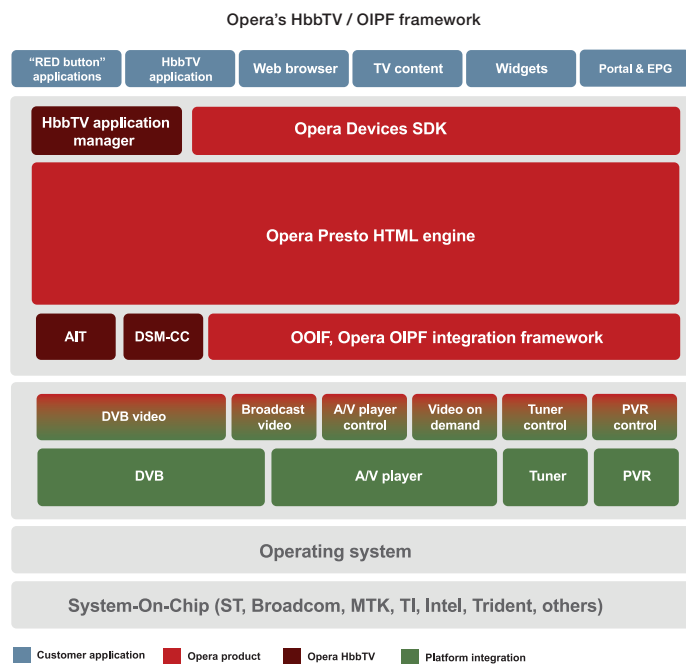 Opera's HbbTV / OIPF framework
“RED button”
applications
HbbTV
application
Web browser
TV content
Widgets
Portal & EPG
HbbTV application
manager
Opera Devices SDK
Opera Presto HTML engine
AIT
DSM-CC
OOIF, Opera OIPF integration framework
DVB video
Broadcast
video
A/V player
control
Video on
demand
Tuner
control
PVR
control
DVB
A/V player
Tuner
PVR
Operating system
System-On-Chip (ST, Broadcom, MTK, TI, Intel, Trident, others)
Customer application
Opera product
Opera HbbTV
Platform integration